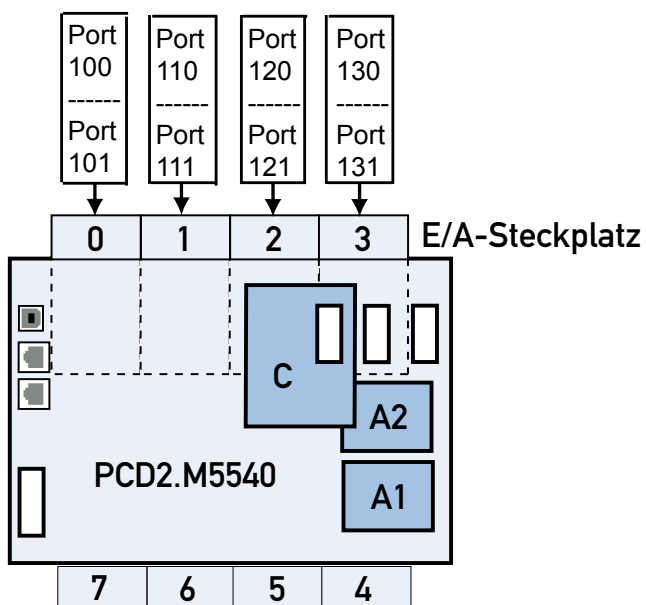 Port Port Port Port
100 110 120 130
------ ------ ------ ------
Port Port Port Port
101 111 121 131
0 1 2 3 E/A-Steckplatz
C
A2
PCD2.M5540 A1
7 6 5 4